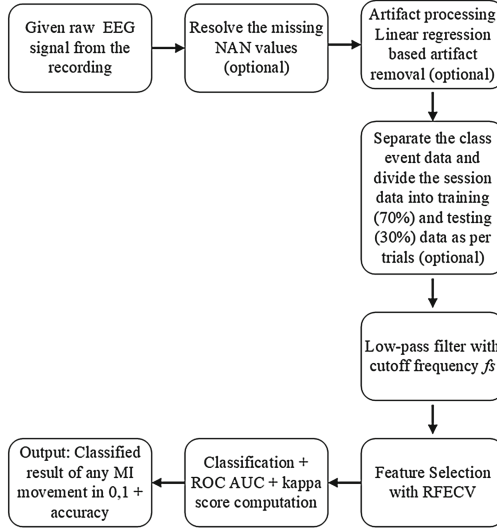 Given raw EEG
signal from the
recording
Resolve the missing
NAN values
(optional)
Artifact processing
Linear regression
based artifact
removal (optional)
Separate the class
event data and
divide the session
data into training
(70%) and testing
(30%) data as per
trials (optional)
Low-pass filter with
cutoff frequency fs
Feature Selection
with RFECV
Classification +
ROC AUC + kappa
score computation
Output: Classified
result of any MI
movement in 0,1 +
accuracy